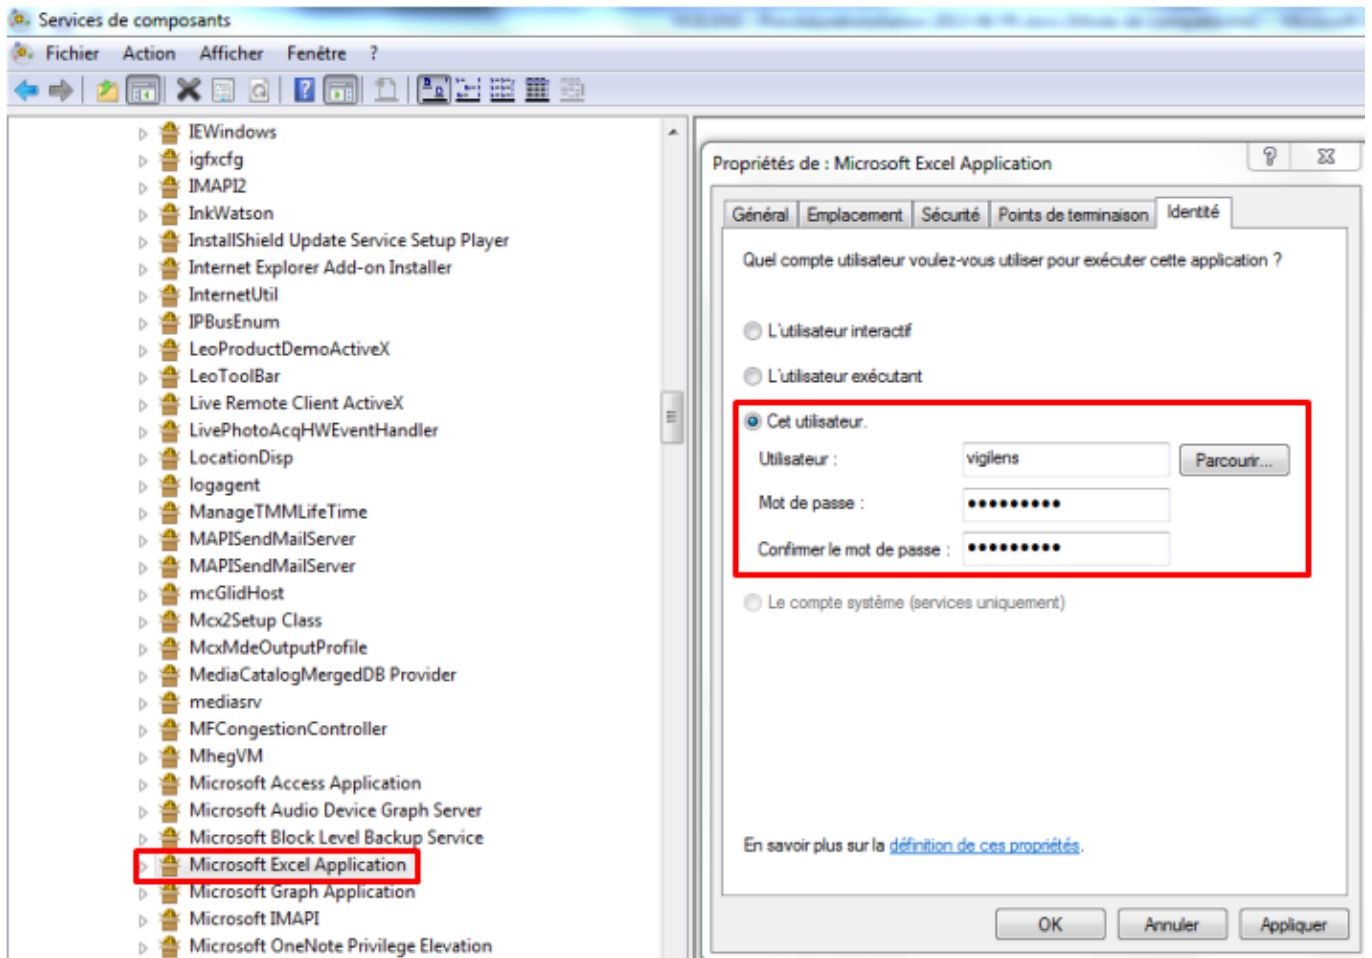 Services de composants
Fichier Action Afficher Fenêtre ?
IEWindows
igfxcfg
IMAPI2
InkWatson
InstallShield Update Service Setup Player
Internet Explorer Add-on Installer
InternetUtil
IPBusEnum
LeoProductDemoActiveX
LeoToolBar
Live Remote Client ActiveX
LivePhotoAcqHWEventHandler
LocationDisp
logagent
ManageTMMLifeTime
MAPISendMailServer
MAPISendMailServer
mcGlidHost
Mcx2Setup Class
McxMdeOutputProfile
MediaCatalogMergedDB Provider
mediasrv
MFCongestionController
MhegVM
Microsoft Access Application
Microsoft Audio Device Graph Server
Microsoft Block Level Backup Service
Microsoft Excel Application
Microsoft Graph Application
Microsoft IMAPI
Microsoft OneNote Privilege Elevation
Propriétés de : Microsoft Excel Application
Général Emplacement Sécurité Points de terminaison Identité
Quel compte utilisateur voulez-vous utiliser pour exécuter cette application ?
L'utilisateur interactif
L'utilisateur exécutant
Cet utilisateur.
Utilisateur : vigilens Parcourir...
Mot de passe : •••••••••
Confirmer le mot de passe : •••••••••
Le compte système (services uniquement)
En savoir plus sur la définition de ces propriétés.
OK Annuler Appliquer